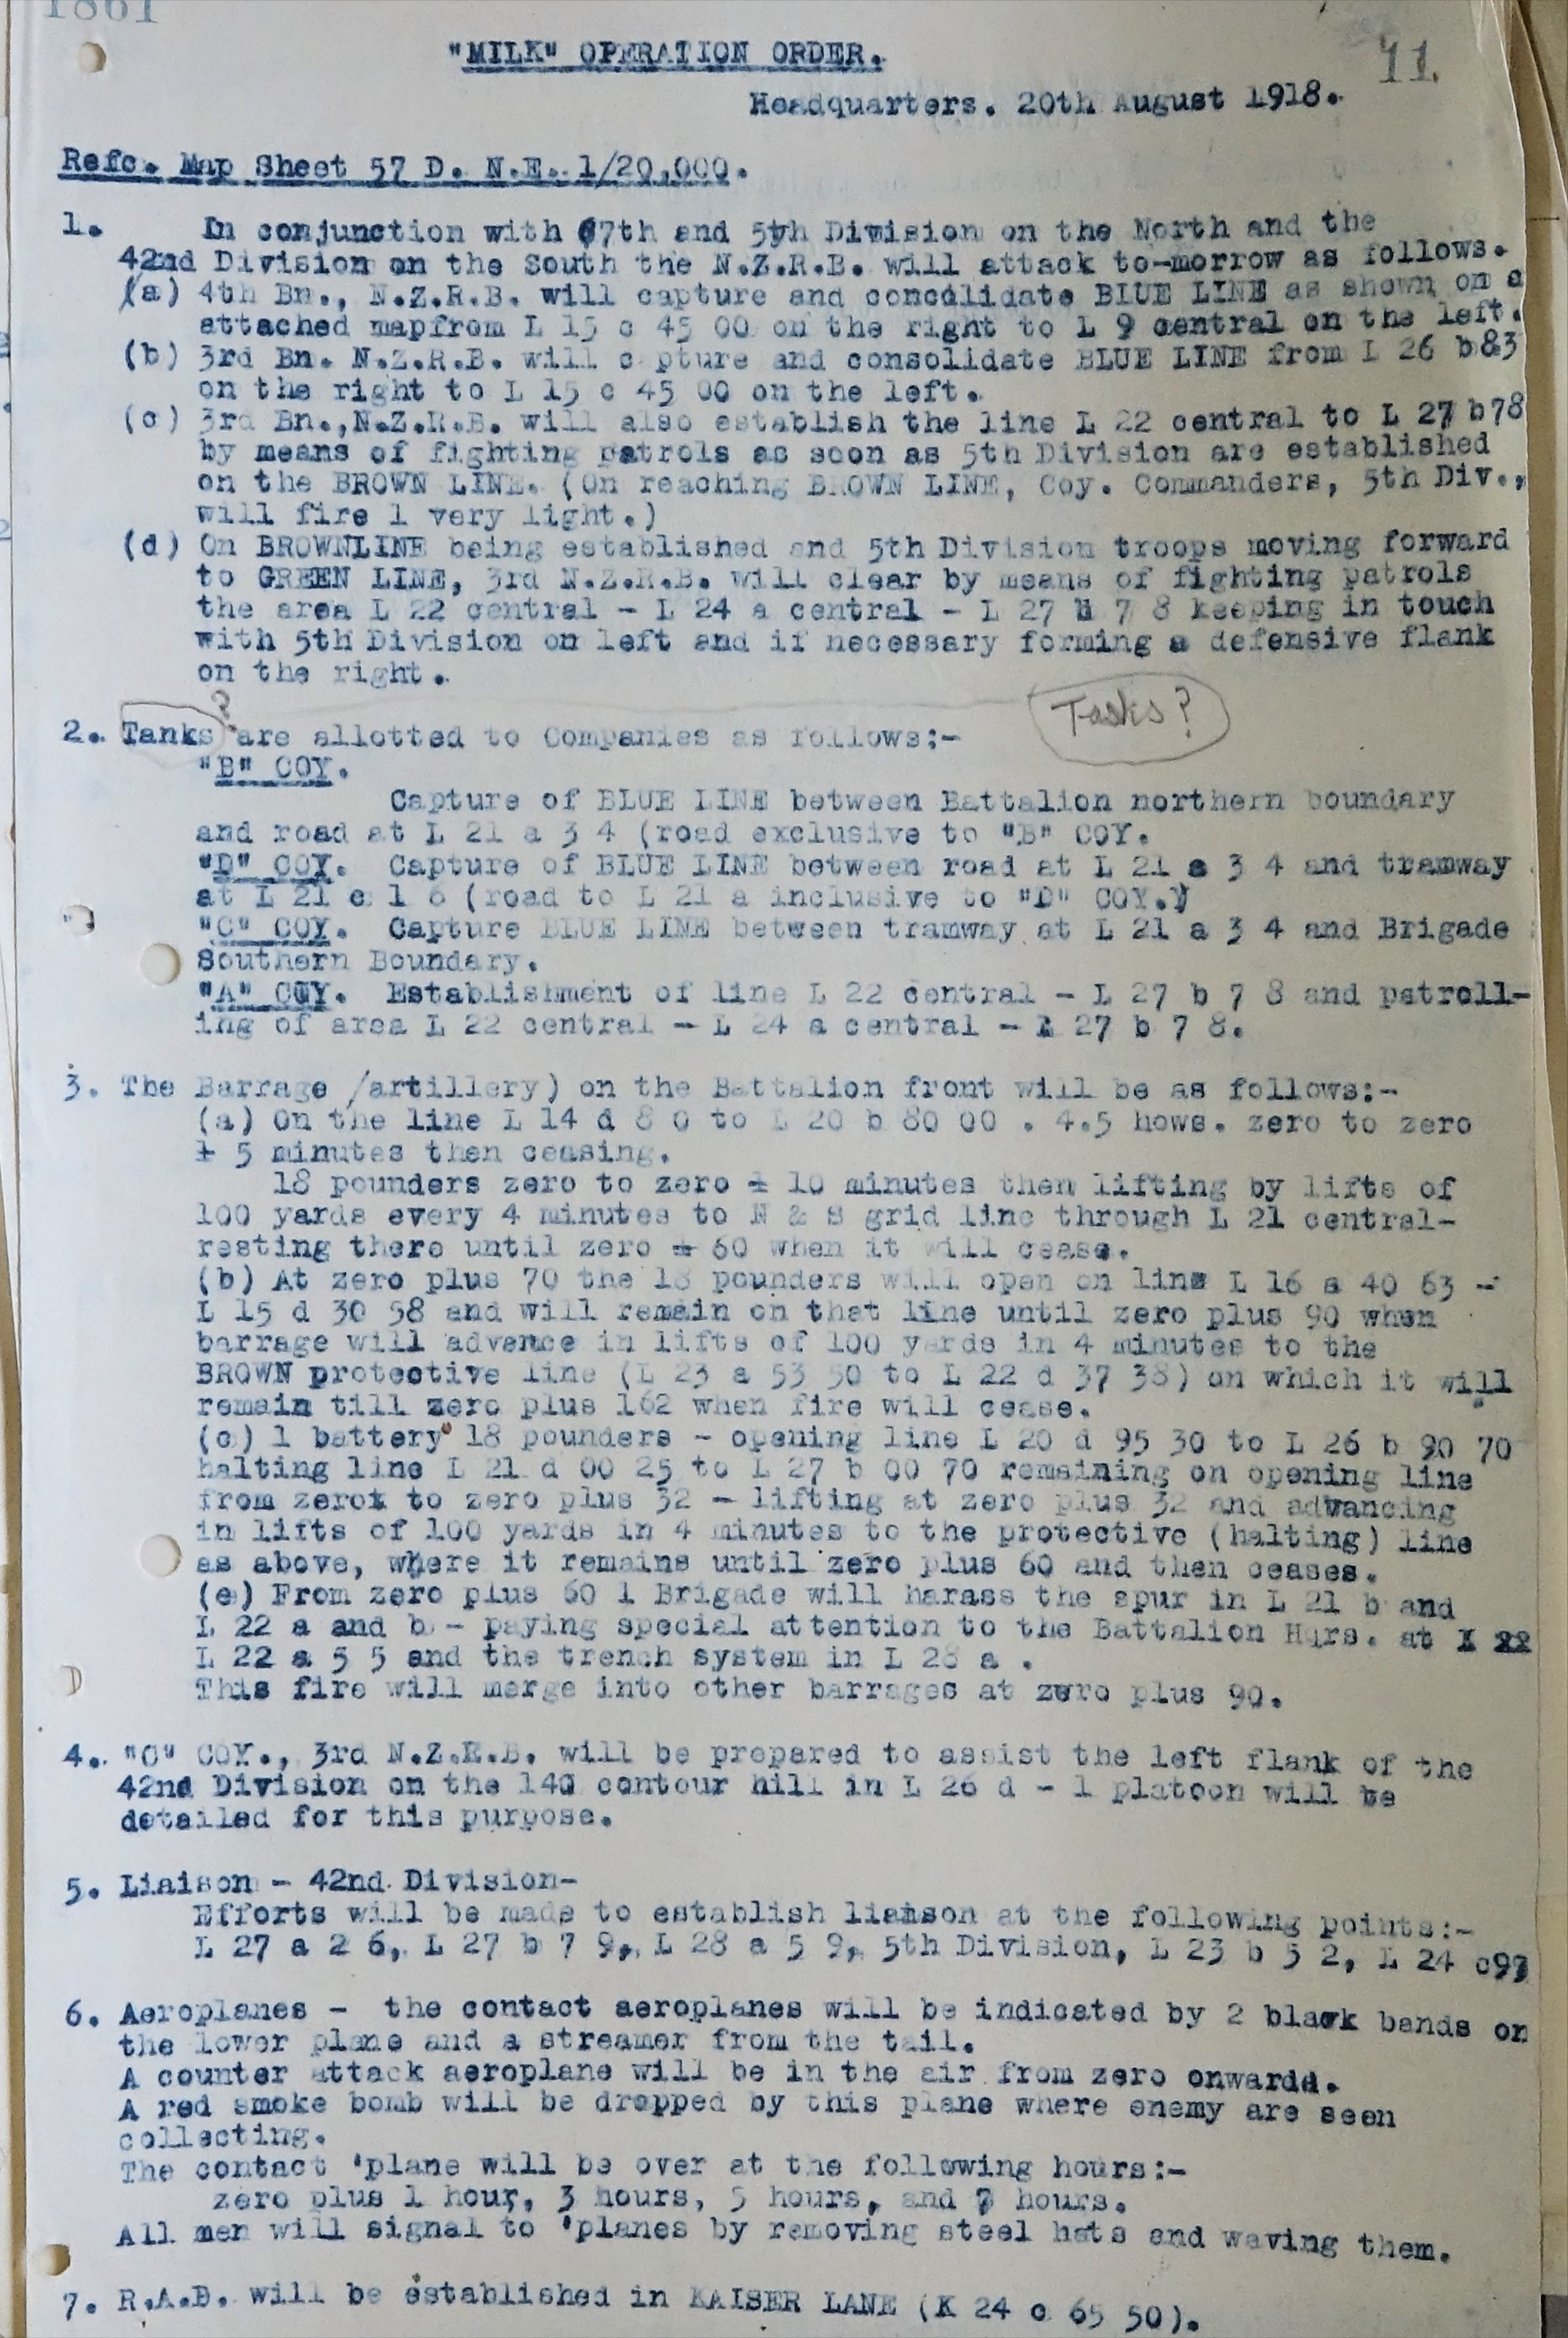 1861
"MILK" OPERATION ORDER.
11.
Headquarters. 20th August 1918.
Refc. Map Sheet 57 D. N.E. 1/20,000.
1. In conjunction with 67th and 5yh Division on the North and the
42nd Division on the South the N.Z.R.B. will attack to-morrow as follows.
(a) 4th Bn., N.Z.R.B. will capture and concdlidate BLUE LINE as shown on a
attached mapfrom L 15 c 45 00 on the right to L 9 central on the left.
(b) 3rd Bn. N.Z.R.B. will c pture and consolidate BLUE LINE from L 26 b83
on the right to L 15 c 45 00 on the left.
(c) 3rd Bn.,N.Z.R.B. will also establish the line L 22 central to L 27 b78
by means of fighting patrols as soon as 5th Division are established
on the BROWN LINE. (On reaching BROWN LINE, Coy. Commanders, 5th Div.,
will fire 1 very light.)
(d) On BROWNLINE being established and 5th Division troops moving forward
to GREEN LINE, 3rd N.Z.R.B. will clear by means of fighting patrols
the area L 22 central - L 24 a central - L 27 b 7 8 keeping in touch
with 5th Division on left and if necessary forming a defensive flank
on the right.
?
Tasks?
2. Tanks are allotted to Companies as follows:-
"B" COY.
Capture of BLUE LINE between Battalion northern boundary
and road at L 21 a 3 4 (road exclusive to "B" COY.
"D" COY. Capture of BLUE LINE between road at L 21 a 3 4 and tramway
at L 21 c 1 6 (road to L 21 a inclusive to "D" COY.)
"C" COY. Capture BLUE LINE between tramway at L 21 a 3 4 and Brigade
Southern Boundary.
"A" COY. Establishment of line L 22 central - L 27 b 7 8 and patroll-
ing of area L 22 central - L 24 a central - L 27 b 7 8.
3. The Barrage /artillery) on the Battalion front will be as follows:-
(a) On the line L 14 d 8 0 to L 20 b 80 00 . 4.5 hows. zero to zero
+ 5 minutes then ceasing.
18 pounders zero to zero + 10 minutes then lifting by lifts of
100 yards every 4 minutes to N & S grid line through L 21 central-
resting there until zero + 60 when it will cease.
(b) At zero plus 70 the 18 pounders will open on line L 16 a 40 63 -
L 15 d 30 58 and will remain on that line until zero plus 90 when
barrage will advance in lifts of 100 yards in 4 minutes to the
BROWN protective line (L 23 a 53 50 to L 22 d 37 38) on which it will
remain till zero plus 162 when fire will cease.
(c) 1 battery 18 pounders - opening line L 20 d 95 30 to L 26 b 90 70
halting line L 21 d 00 25 to L 27 b 00 70 remaining on opening line
from zero to zero plus 32 - lifting at zero plus 32 and advancing
in lifts of 100 yards in 4 minutes to the protective (halting) line
as above, where it remains until zero plus 60 and then ceases.
(e) From zero plus 60 1 Brigade will harass the spur in L 21 b and
L 22 a and b - paying special attention to the Battalion Hqrs. at L 22
L 22 a 5 5 and the trench system in L 28 a .
This fire will merge into other barrages at zero plus 90.
4. "C" COY., 3rd N.Z.R.B. will be prepared to assist the left flank of the
42nd Division on the 140 contour hill in L 26 d - 1 platoon will be
detailed for this purpose.
5. Liaison - 42nd Division-
Efforts will be made to establish liaison at the following points:-
L 27 a 2 6, L 27 b 7 9, L 28 a 5 9, 5th Division, L 23 b 5 2, L 24 c97
6. Aeroplanes - the contact aeroplanes will be indicated by 2 black bands on
the lower plane and a streamer from the tail.
A counter attack aeroplane will be in the air from zero onwards.
A red smoke bomb will be dropped by this plane where enemy are seen
collecting.
The contact 'plane will be over at the following hours:-
zero plus 1 hour, 3 hours, 5 hours, and 7 hours.
All men will signal to 'planes by removing steel hats and waving them.
7. R.A.D. will be established in KAISER LANE (K 24 c 65 50).